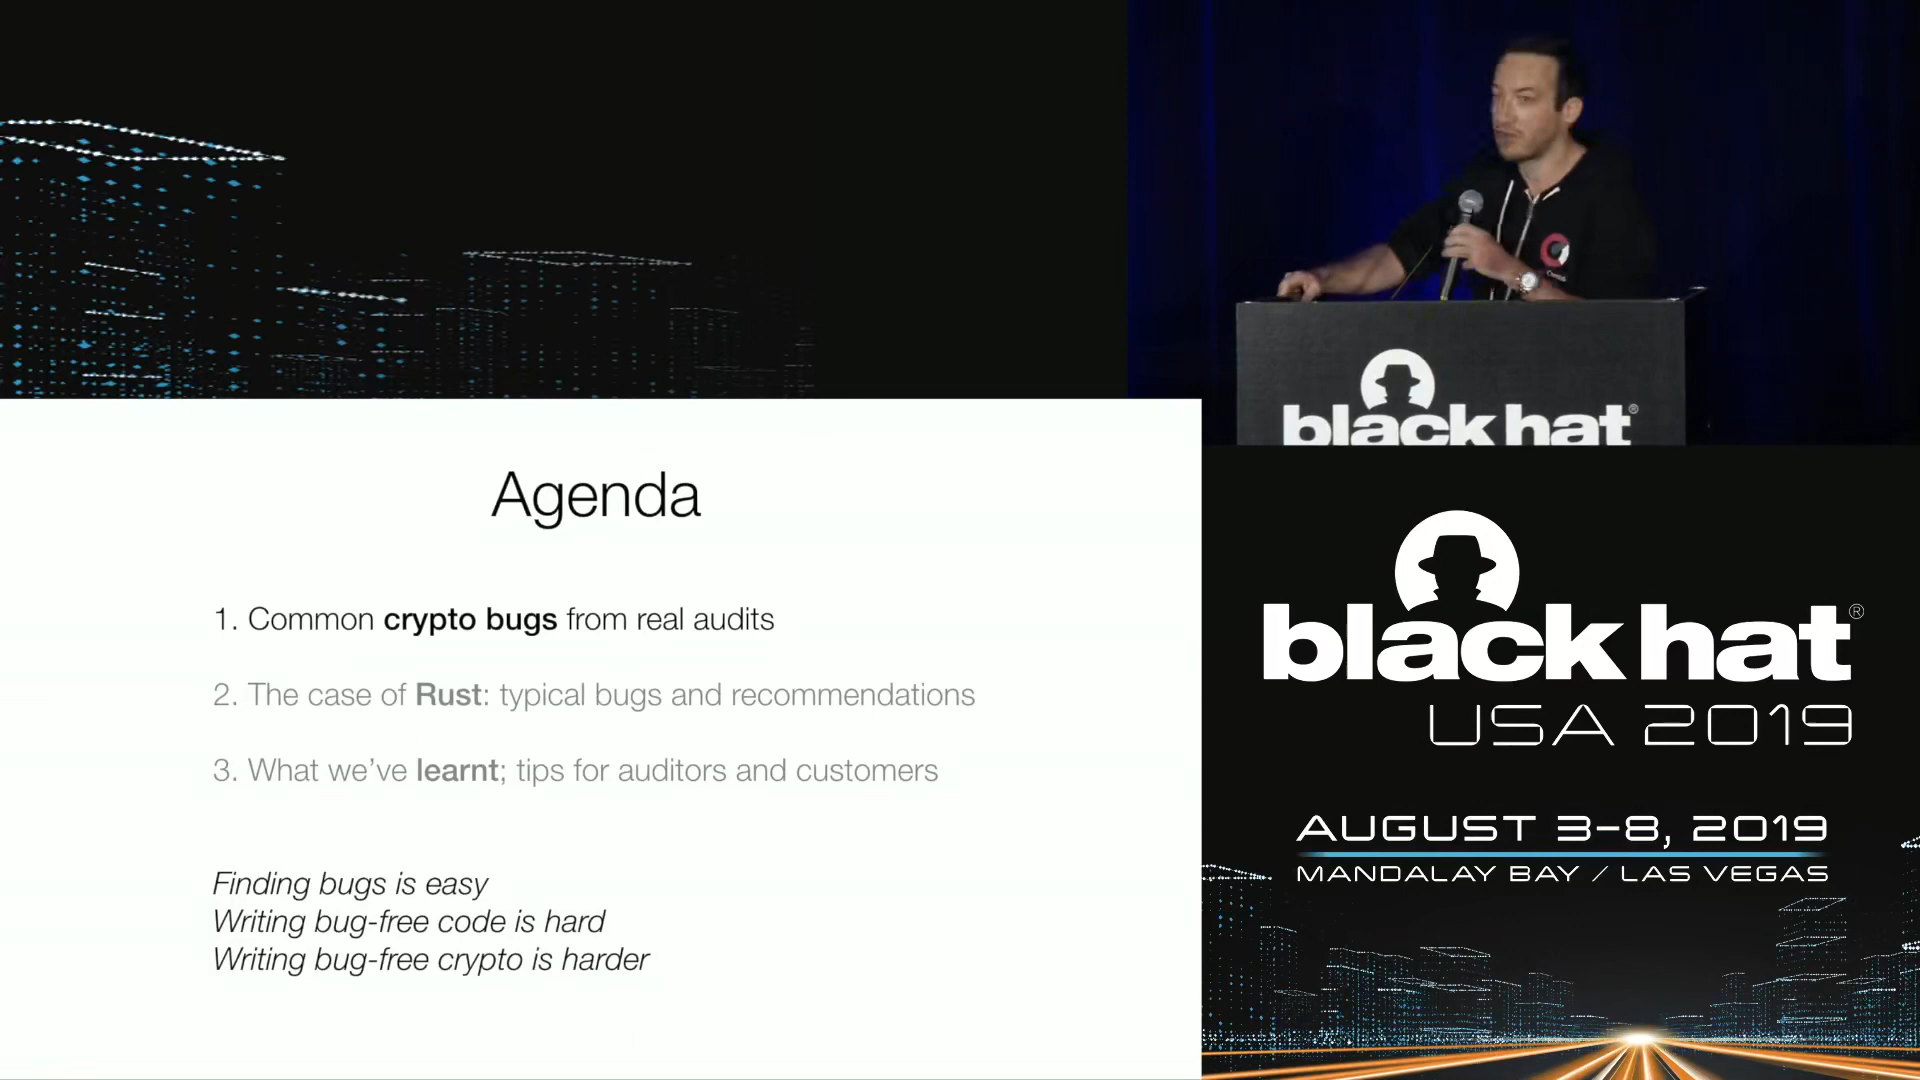 black hat®
Agenda
1. Common crypto bugs from real audits
2. The case of Rust: typical bugs and recommendations
3. What we've learnt; tips for auditors and customers
Finding bugs is easy
Writing bug-free code is hard
Writing bug-free crypto is harder
black hat®
USA 2019
AUGUST 3-8, 2019
MANDALAY BAY / LAS VEGAS